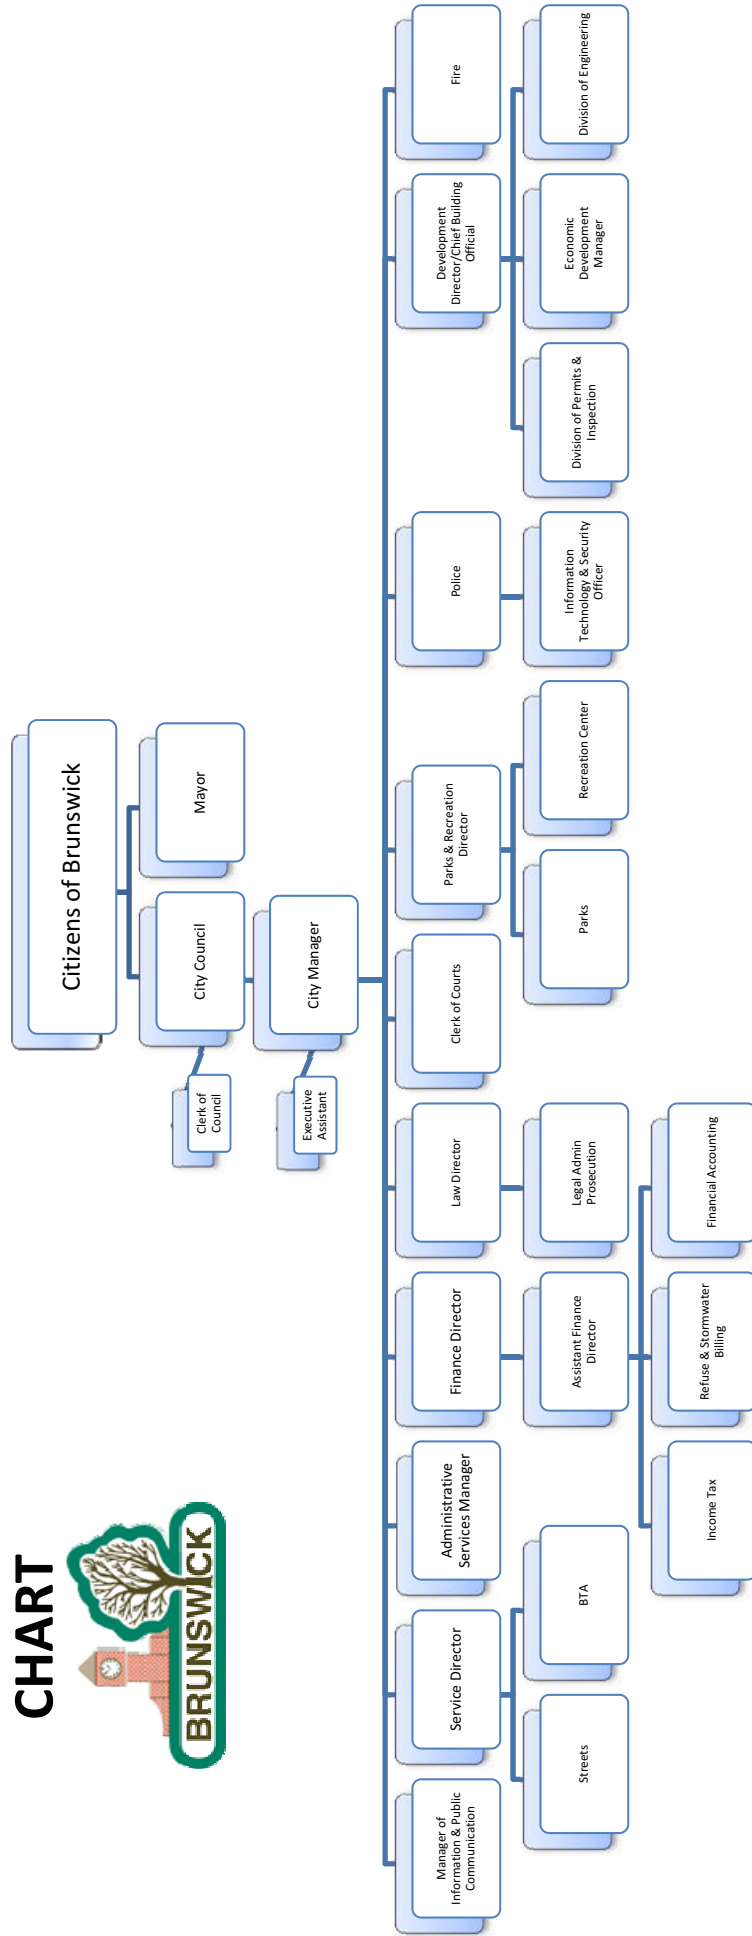 CHART
BRUNSWICK
Citizens of Brunswick
City Council
Mayor
Clerk of
Council
City Manager
Executive
Assistant
Manager of
Information & Public
Communication
Service Director
Administrative
Services Manager
Finance Director
Law Director
Clerk of Courts
Parks & Recreation
Director
Police
Development
Director/Chief Building
Official
Fire
Streets
BTA
Assistant Finance
Director
Legal Admin
Prosecution
Parks
Recreation Center
Information
Technology & Security
Officer
Division of Permits &
Inspection
Economic
Development
Manager
Division of Engineering
Income Tax
Refuse & Stormwater
Billing
Financial Accounting